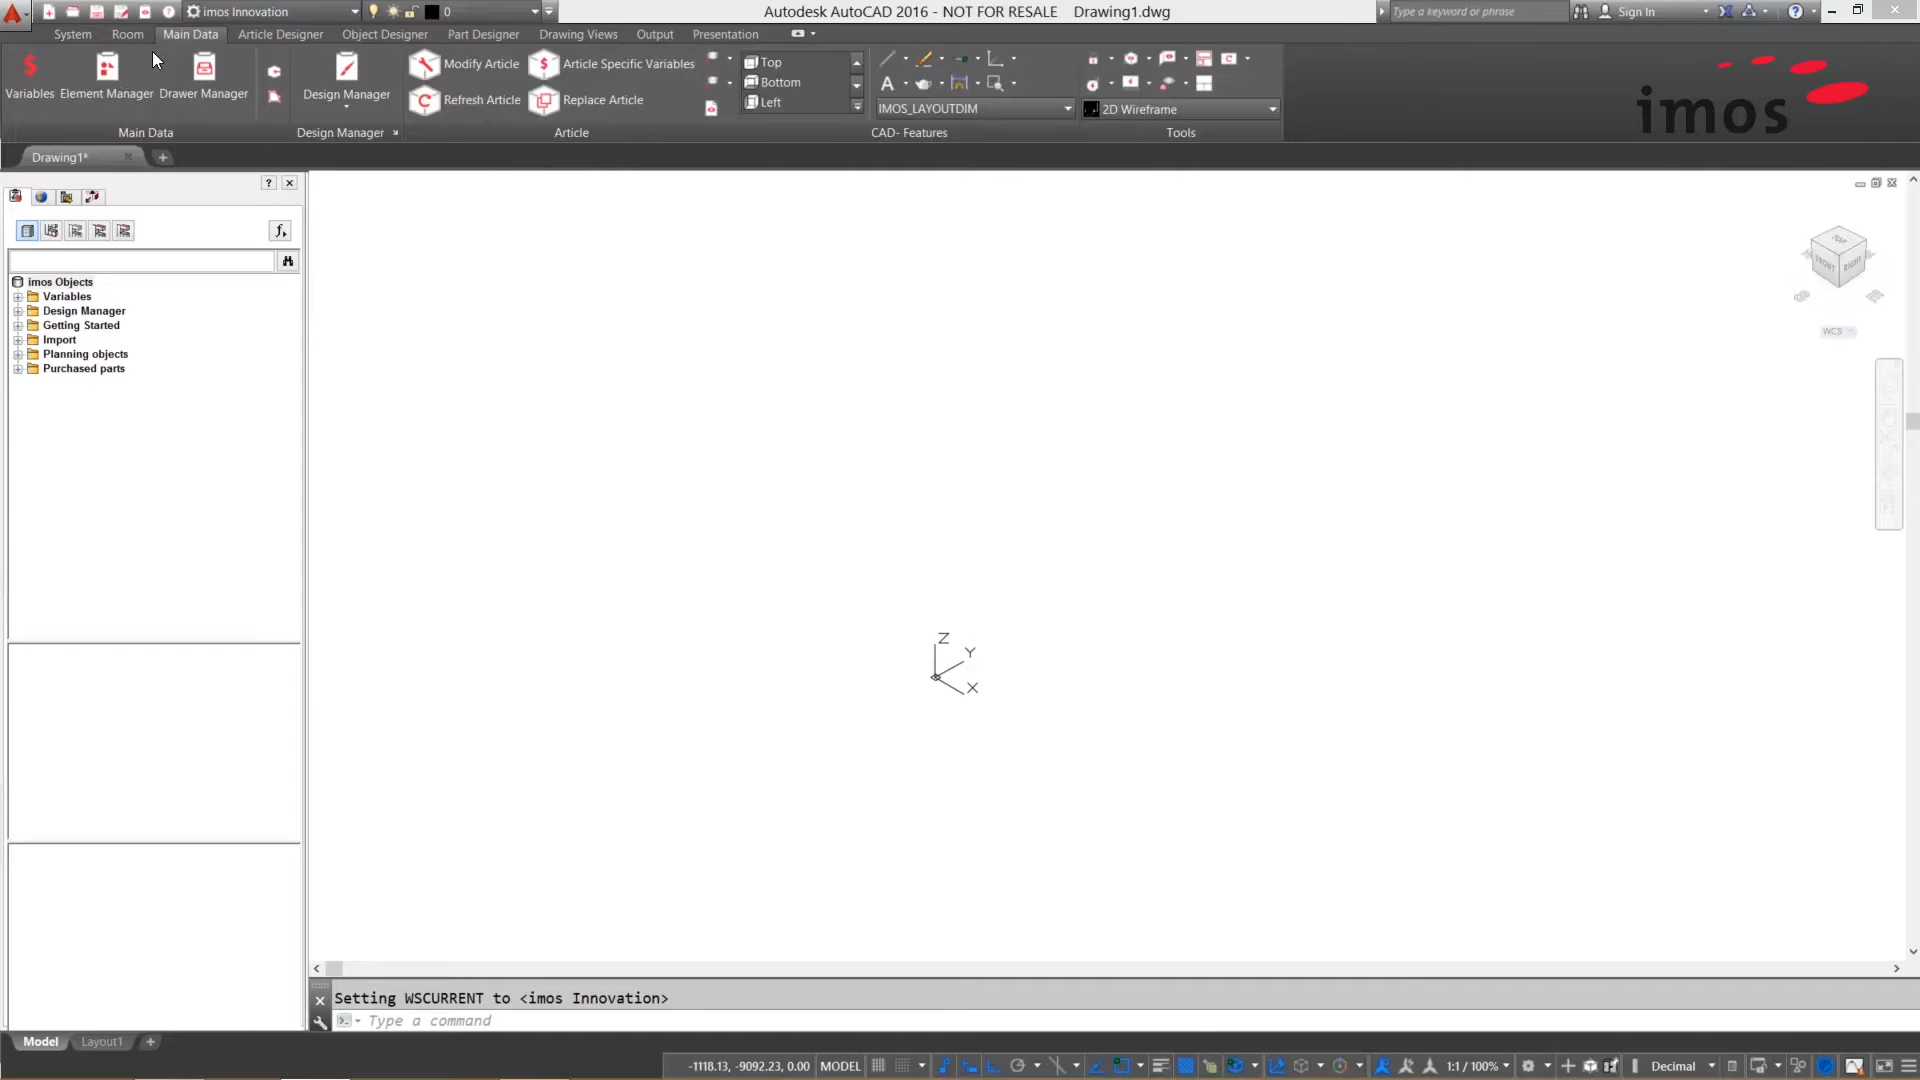 imos Innovation
0
Autodesk AutoCAD 2016 - NOT FOR RESALE Drawing1.dwg
Type a keyword or phrase
Sign In
System Room Main Data Article Designer Object Designer Part Designer Drawing Views Output Presentation
Variables Element Manager Drawer Manager
Design Manager
Modify Article
Article Specific Variables
Refresh Article
Replace Article
Top
Bottom
Left
IMOS_LAYOUTDIM
2D Wireframe
imos
Main Data Design Manager Article CAD- Features Tools
Drawing1*
imos Objects
Variables
Design Manager
Getting Started
Import
Planning objects
Purchased parts
TOP
FRONT RIGHT
WCS
Z
Y
X
Setting WSCURRENT to <imos Innovation>
Type a command
Model Layout1
-1118.13, -9092.23, 0.00 MODEL 1:1 / 100% Decimal